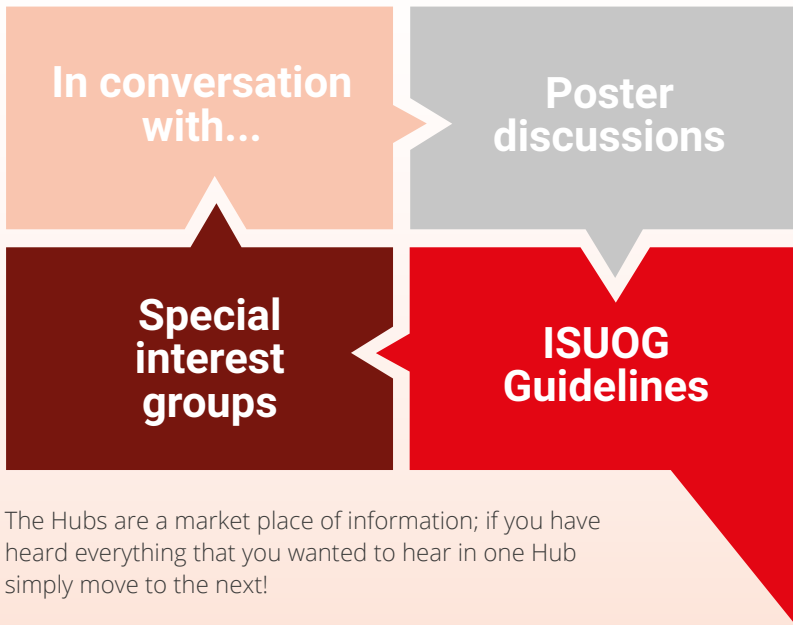 In conversation
with...
Poster
discussions
Special
interest
groups
ISUOG
Guidelines
The Hubs are a market place of information; if you have
heard everything that you wanted to hear in one Hub
simply move to the next!